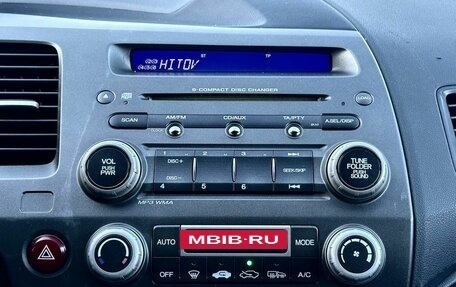 ST TP
HITOV
6 COMPACT DISC CHANGER
LOAD
SCAN AM/FM CD/AUX TA/PTY A.SEL/DISP
CLOCK
VOL PUSH PWR
1 2 3
DISC+
SEEK/SKIP
DISC-
4 5 6
TUNE FOLDER PUSH SOUND
MP3 WMA
AUTO MBIB-RU MODE
A/C